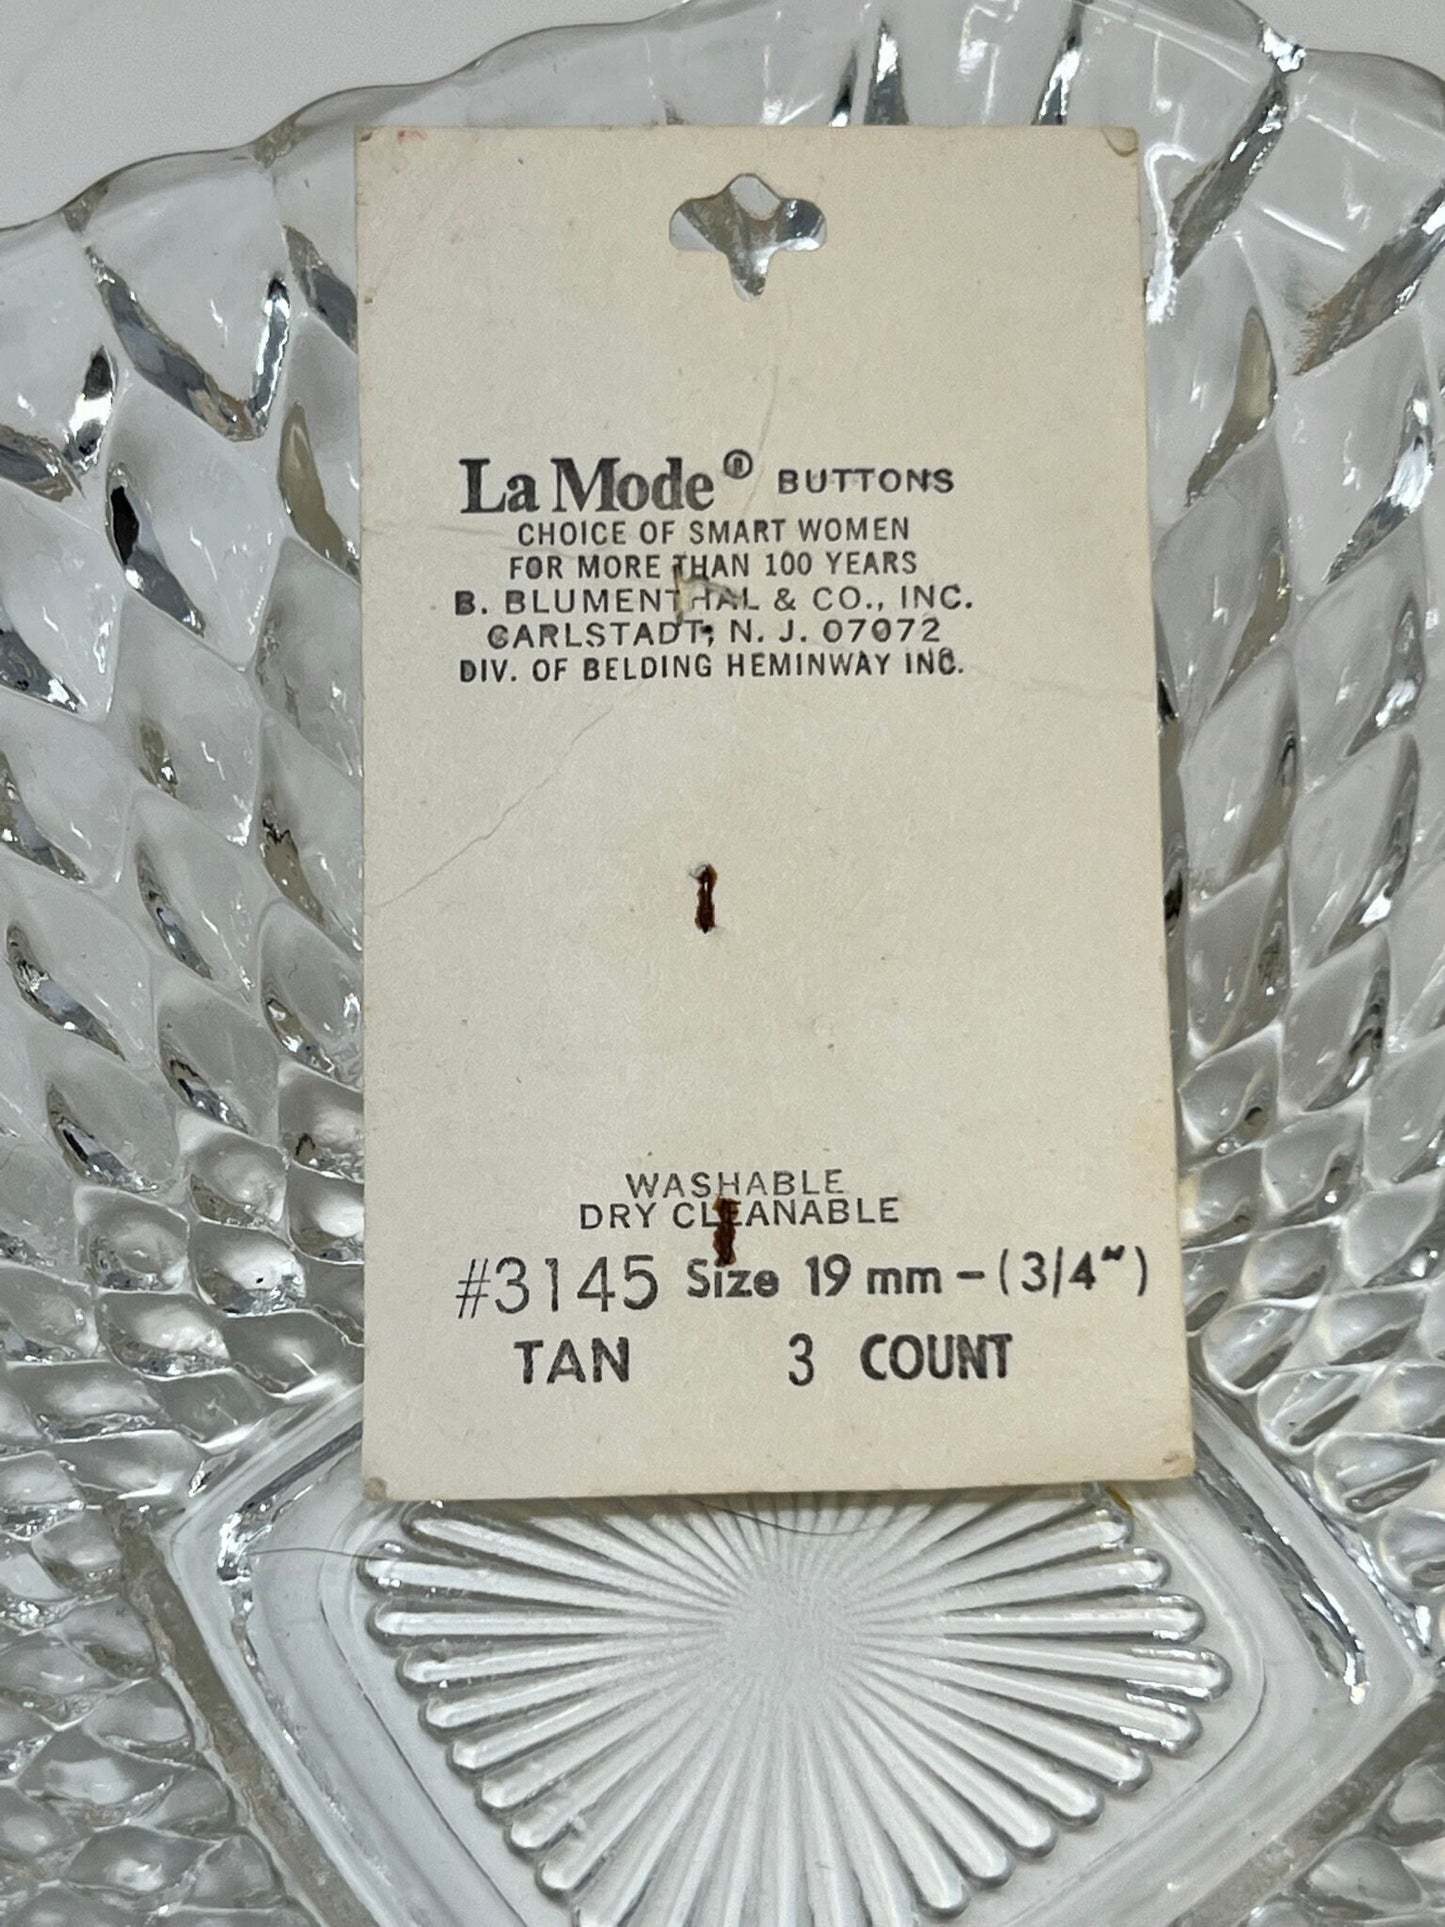 La Mode® BUTTONS
CHOICE OF SMART WOMEN
FOR MORE THAN 100 YEARS
B. BLUMENTHAL & CO., INC.
CARLSTADT, N. J. 07072
DIV. OF BELDING HEMINWAY INC.
WASHABLE
DRY CLEANABLE
#3145 Size 19 mm - (3/4")
TAN 3 COUNT